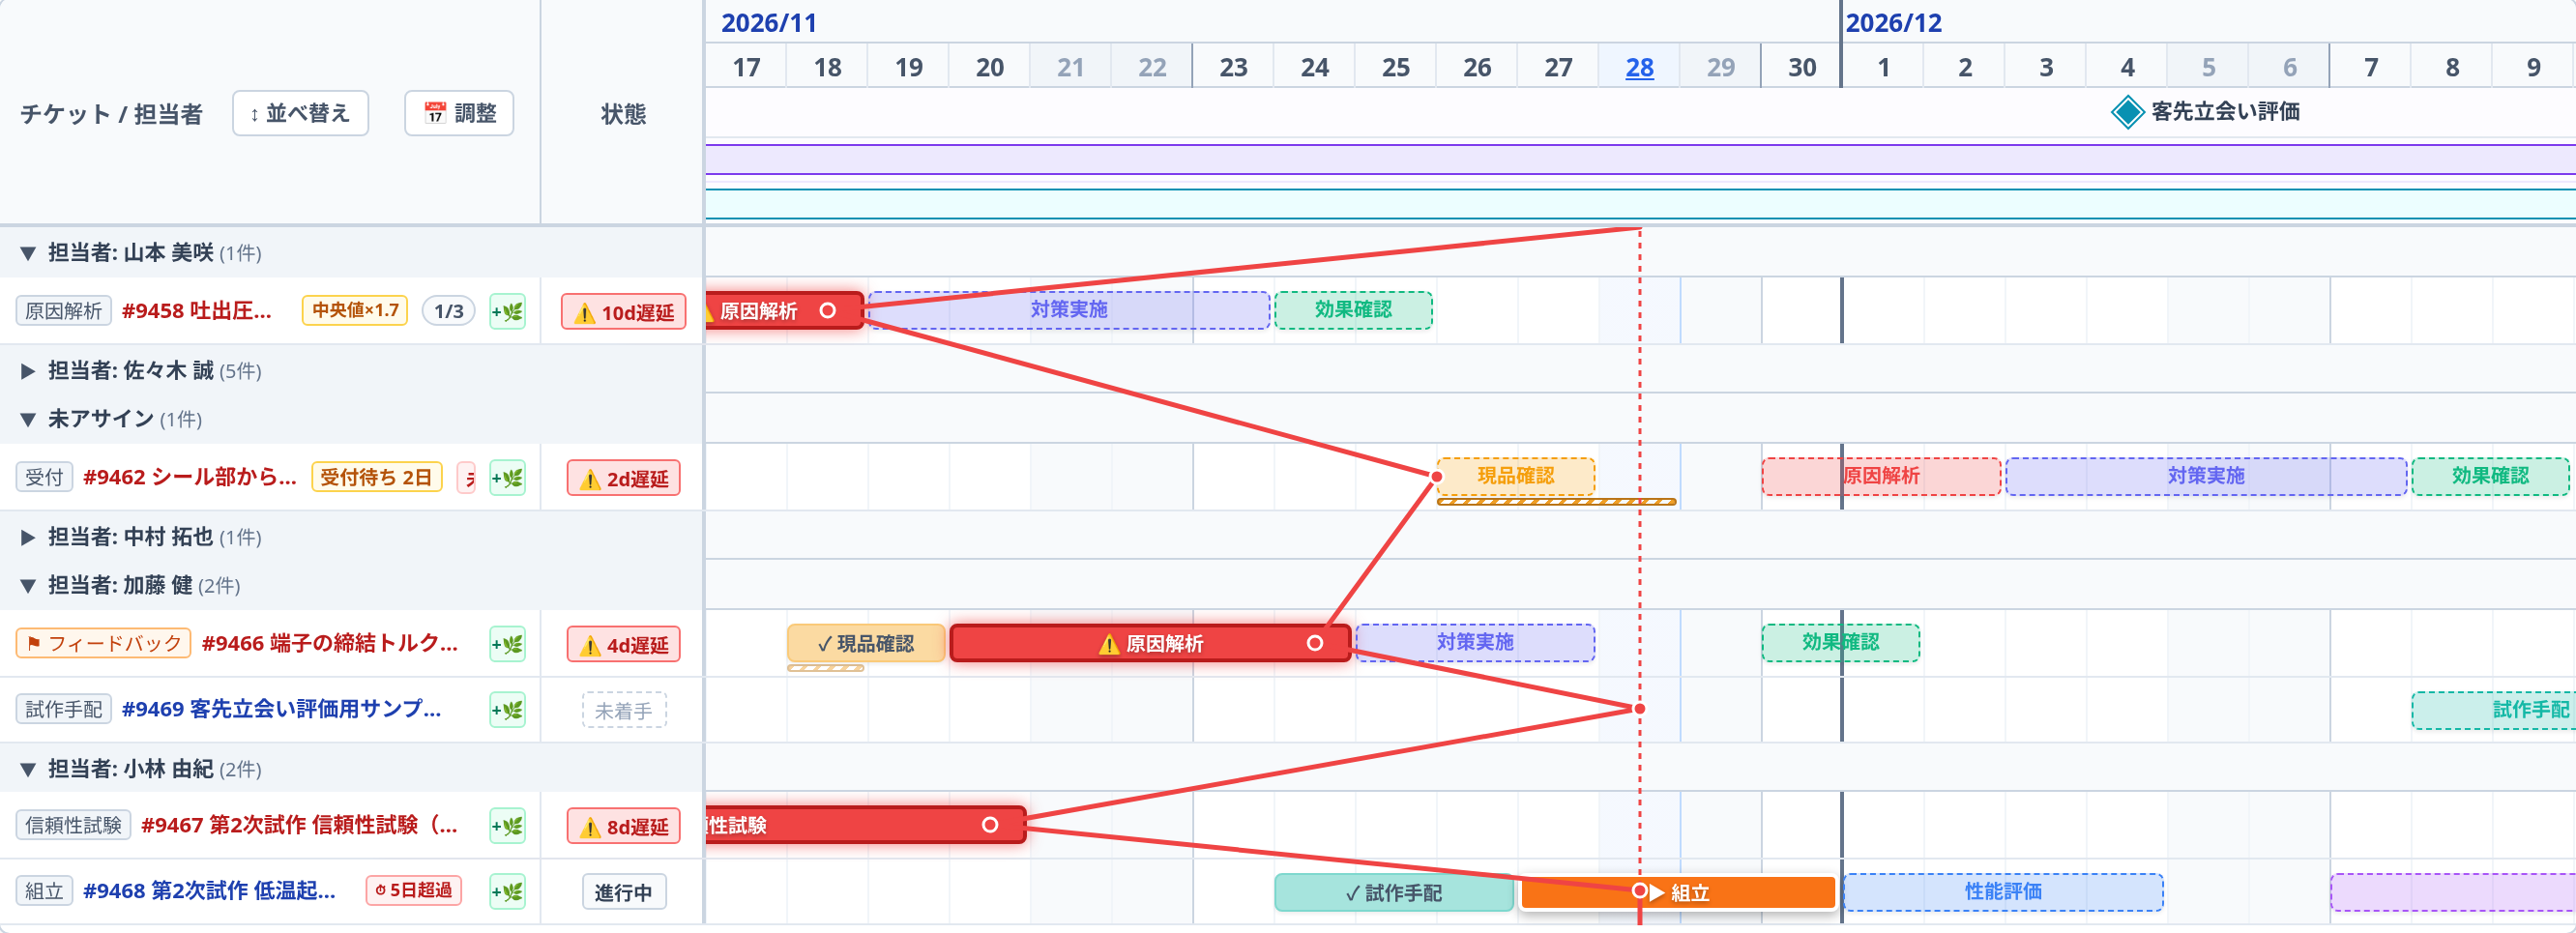 2026/11 2026/12
17 18 19 20 21 22 23 24 25 26 27 28 29 30 1 2 3 4 5 6 7 8 9
チケット / 担当者 ↕ 並べ替え 📅 調整 状態
客先立会い評価
▼ 担当者: 山本 美咲 (1件)
原因解析 #9458 吐出圧... 中央値×1.7 1/3 +🌿 ⚠️ 10d遅延 原因解析 対策実施 効果確認
▶ 担当者: 佐々木 誠 (5件)
▼ 未アサイン (1件)
受付 #9462 シール部から... 受付待ち 2日 +🌿 ⚠️ 2d遅延 現品確認 原因解析 対策実施 効果確認
▶ 担当者: 中村 拓也 (1件)
▼ 担当者: 加藤 健 (2件)
⚑ フィードバック #9466 端子の締結トルク... +🌿 ⚠️ 4d遅延 ✓ 現品確認 ⚠️ 原因解析 対策実施 効果確認
試作手配 #9469 客先立会い評価用サンプ... +🌿 未着手 試作手配
▼ 担当者: 小林 由紀 (2件)
信頼性試験 #9467 第2次試作 信頼性試験（... +🌿 ⚠️ 8d遅延 性試験
組立 #9468 第2次試作 低温起... ⏱ 5日超過 +🌿 進行中 ✓ 試作手配 ▶ 組立 性能評価